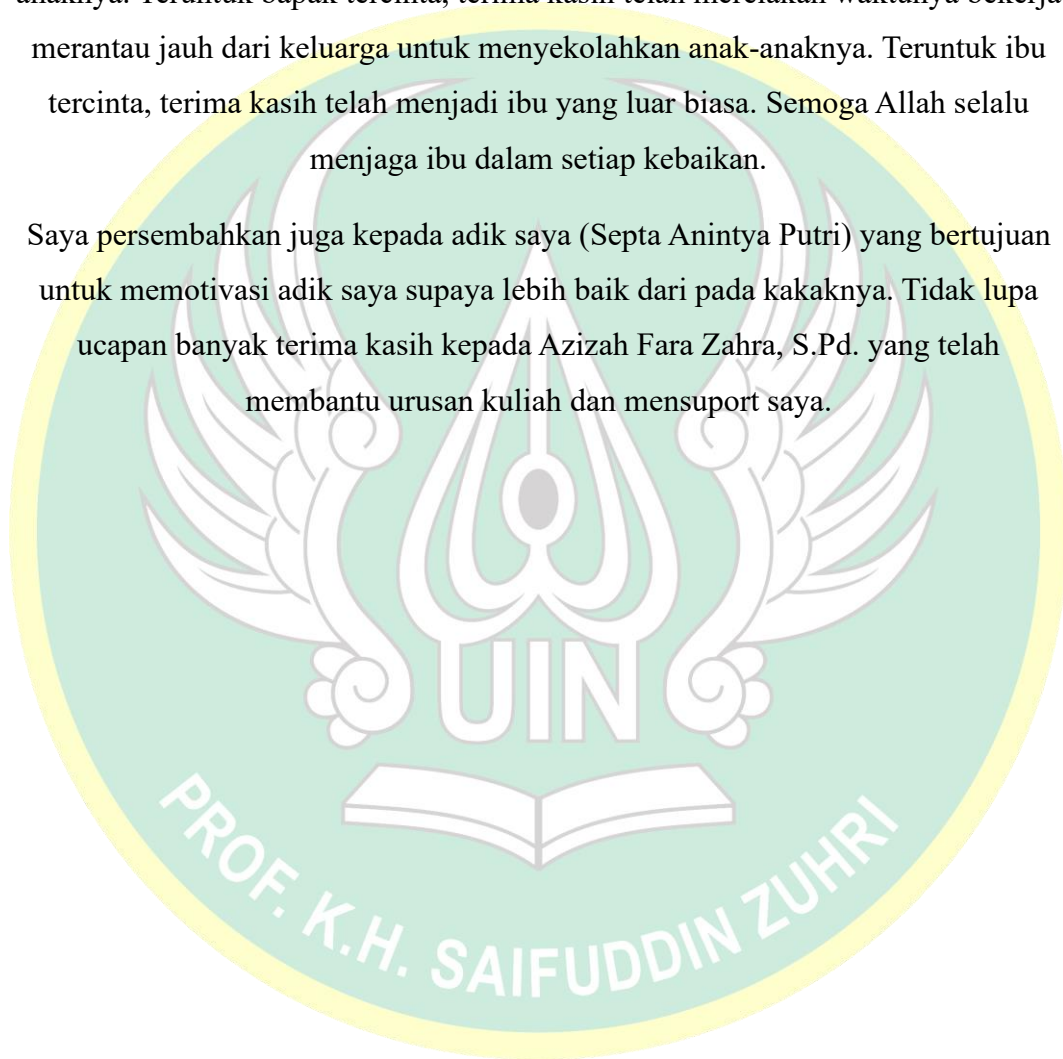 anaknya. Teruntuk bapak tercinta, terima kasih telah merelakan waktunya bekerja
merantau jauh dari keluarga untuk menyekolahkan anak-anaknya. Teruntuk ibu
tercinta, terima kasih telah menjadi ibu yang luar biasa. Semoga Allah selalu
menjaga ibu dalam setiap kebaikan.
Saya persembahkan juga kepada adik saya (Septa Anintya Putri) yang bertujuan
untuk memotivasi adik saya supaya lebih baik dari pada kakaknya. Tidak lupa
ucapan banyak terima kasih kepada Azizah Fara Zahra, S.Pd. yang telah
membantu urusan kuliah dan mensuport saya.
UIN
PROF. K.H. SAIFUDDIN ZUHRI